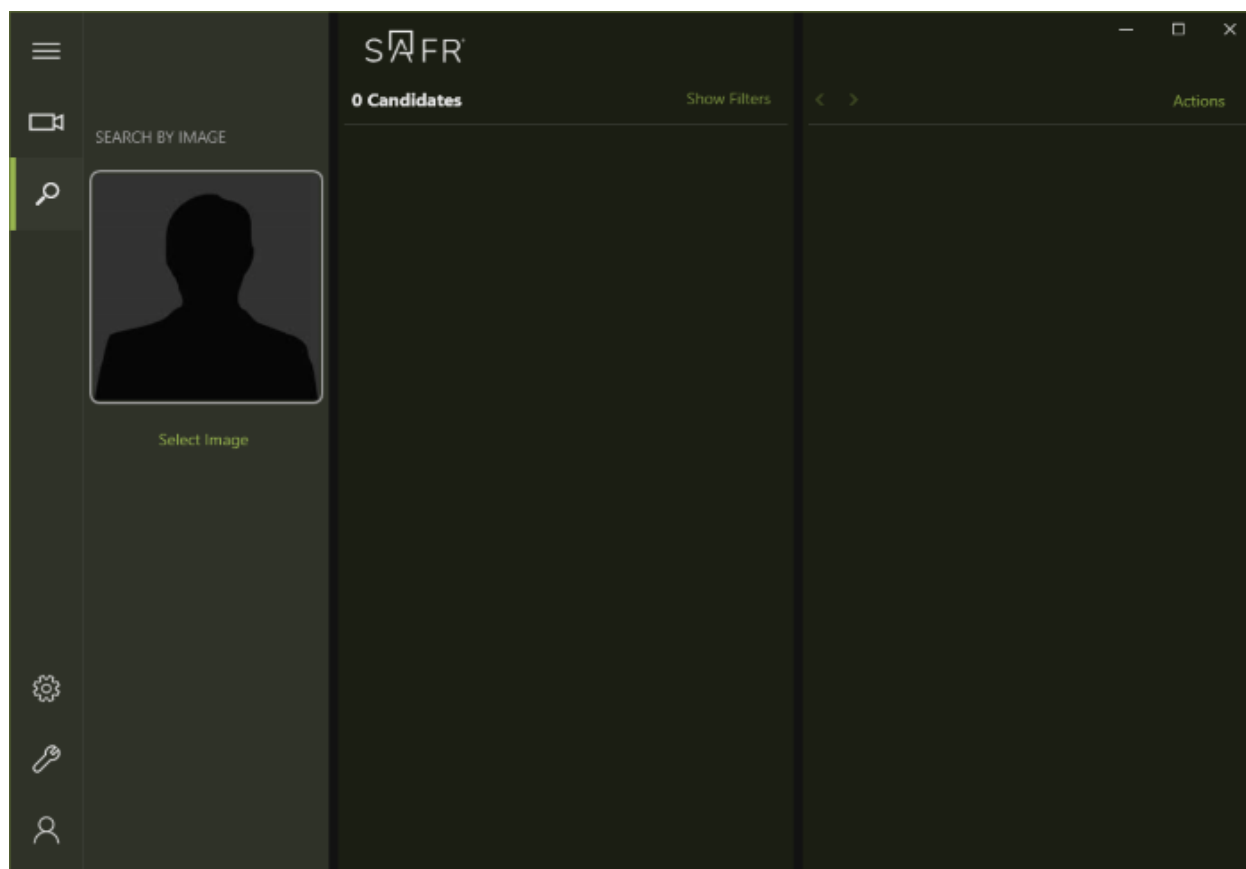 SAFR
0 Candidates
Show Filters
Actions
SEARCH BY IMAGE
Select Image